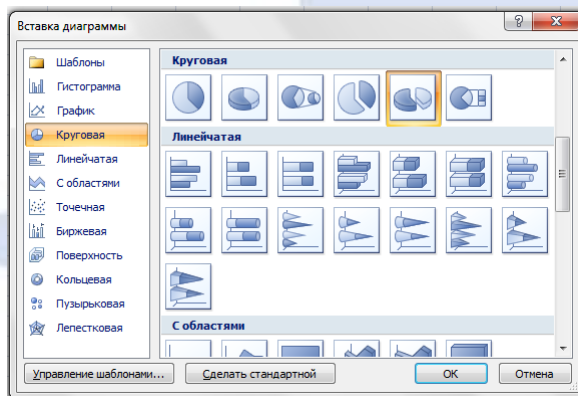 Вставка диаграммы
Шаблоны
Гистограмма
График
Круговая
Линейчатая
С областями
Точечная
Биржевая
Поверхность
Кольцевая
Пузырьковая
Лепестковая
Круговая
Линейчатая
С областями
Управление шаблонами...
Сделать стандартной
ОК
Отмена